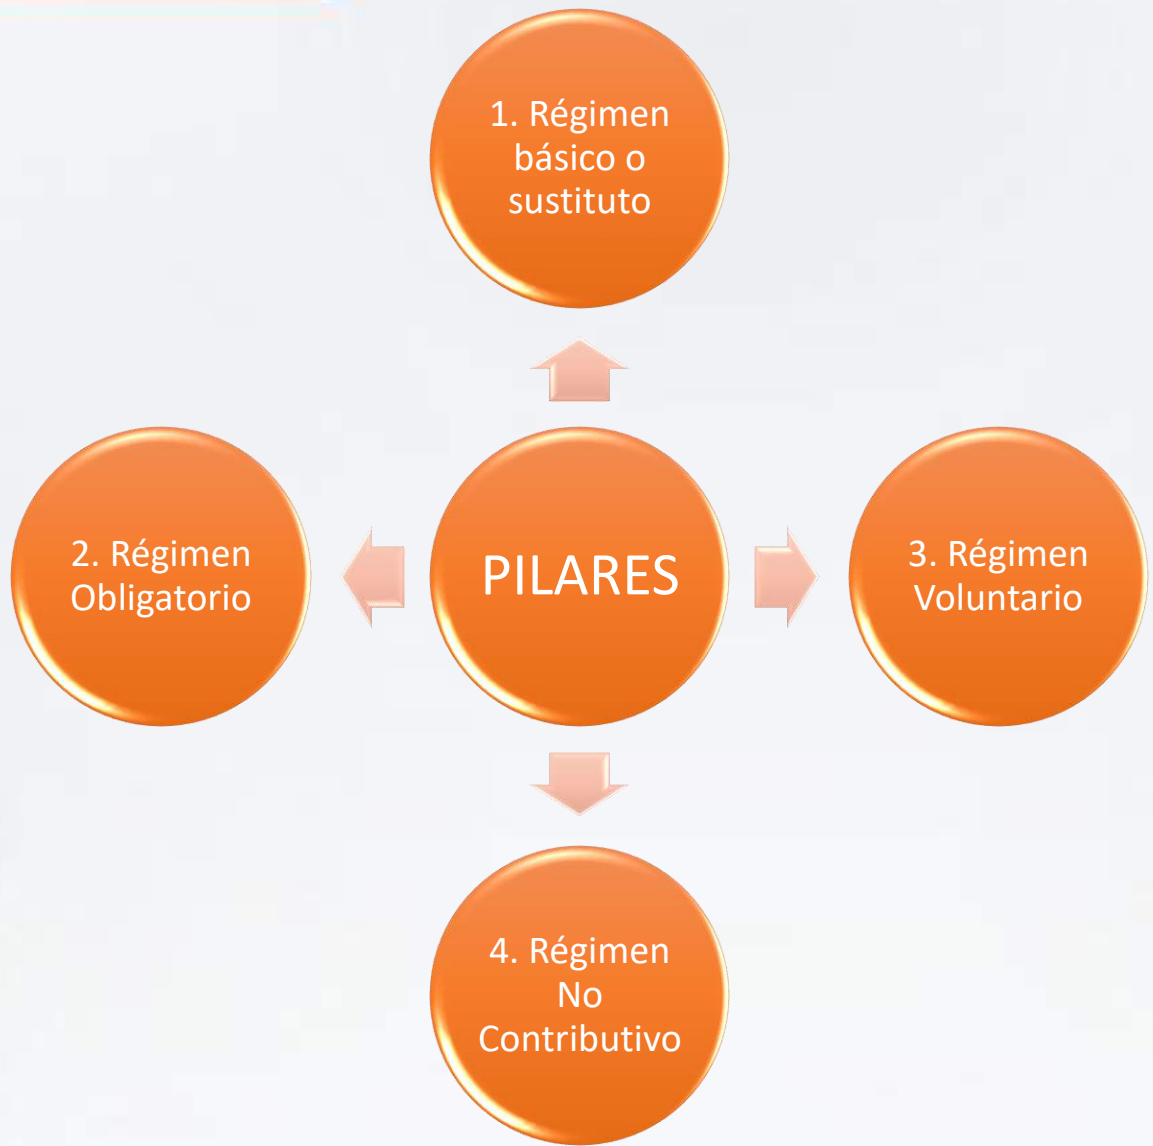 1. Régimen
básico o
sustituto
2. Régimen
Obligatorio
PILARES
3. Régimen
Voluntario
4. Régimen
No
Contributivo